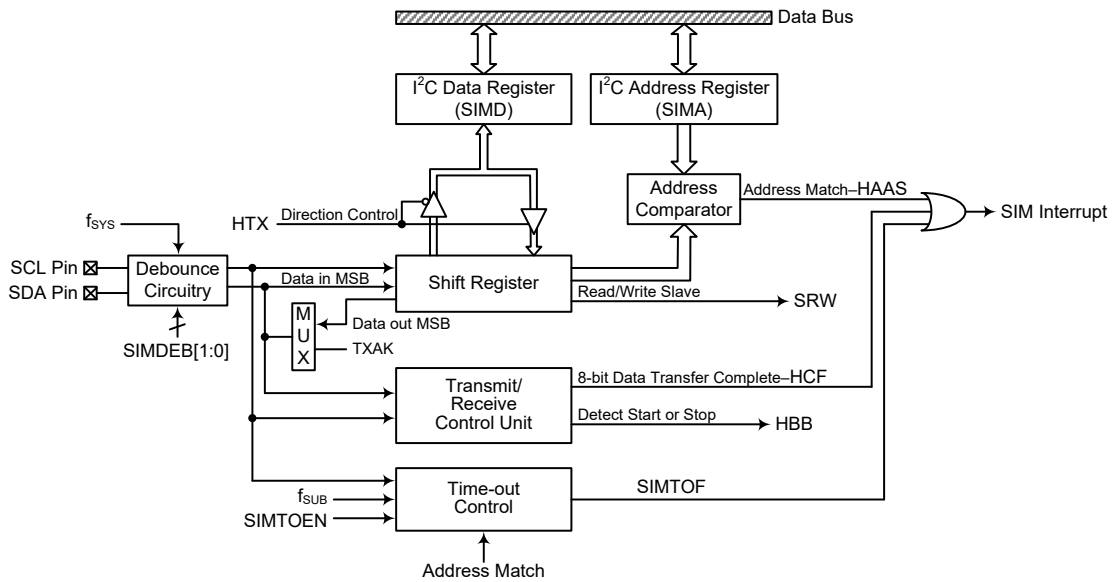 Data Bus
I²C Data Register
(SIMD)
I²C Address Register
(SIMA)
Address
Comparator
Address Match–HAAS
SIM Interrupt
HTX
Direction Control
fSYS
SCL Pin
SDA Pin
Debounce
Circuitry
SIMDEB[1:0]
Data in MSB
Shift Register
Read/Write Slave
SRW
M
U
X
Data out MSB
TXAK
Transmit/
Receive
Control Unit
8-bit Data Transfer Complete–HCF
Detect Start or Stop
HBB
fSUB
SIMTOEN
Time-out
Control
SIMTOF
Address Match